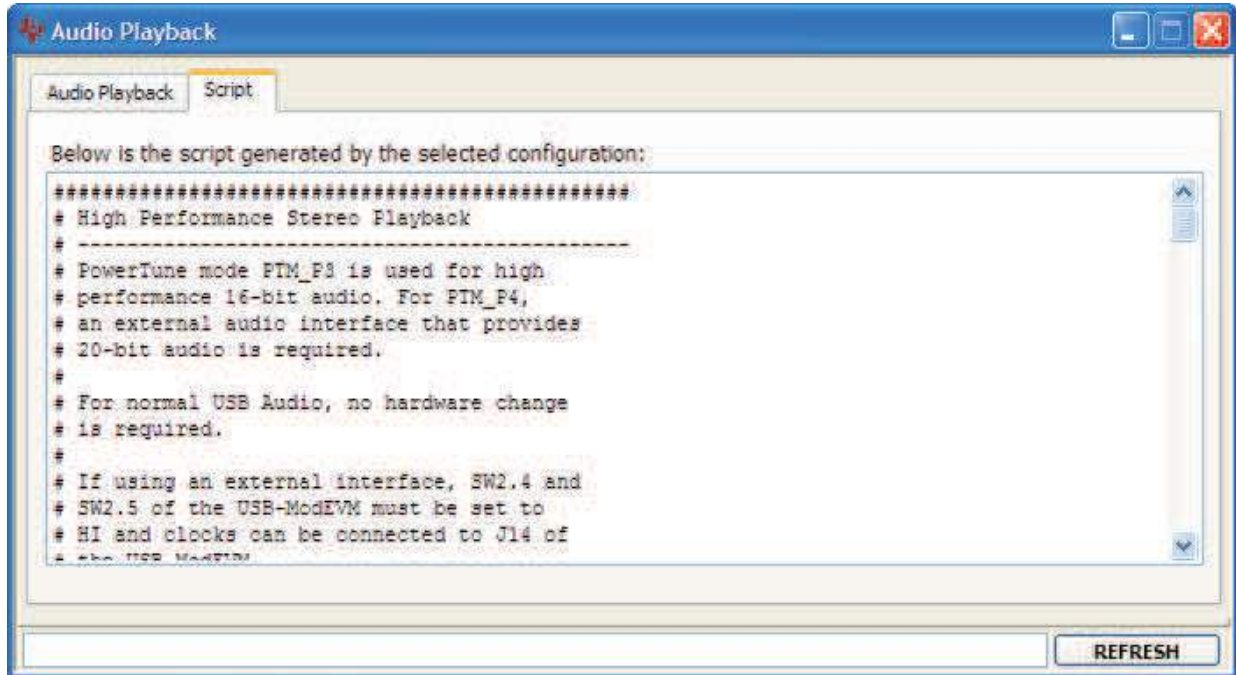 Audio Playback
Audio Playback Script
Below is the script generated by the selected configuration:
###############################################
# High Performance Stereo Playback
# ---------------------------------------------
# PowerTune mode PTM_P3 is used for high
# performance 16-bit audio. For PTM_P4,
# an external audio interface that provides
# 20-bit audio is required.
#
# For normal USB Audio, no hardware change
# is required.
#
# If using an external interface, SW2.4 and
# SW2.5 of the USB-ModEVM must be set to
# HI and clocks can be connected to J14 of
# the USB-ModEVM
REFRESH